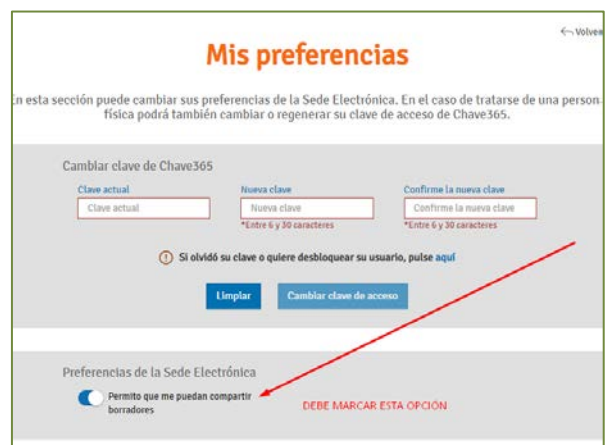 Volver
Mis preferencias
En esta sección puede cambiar sus preferencias de la Sede Electrónica. En el caso de tratarse de una person
física podrá también cambiar o regenerar su clave de acceso de Chave365.
Cambiar clave de Chave365
Clave actual Nueva clave Confirme la nueva clave
Clave actual Nueva clave Confirme la nueva clave
*Entre 6 y 30 caracteres *Entre 6 y 30 caracteres
Si olvidó su clave o quiere desbloquear su usuario, pulse aquí
Limpiar Cambiar clave de acceso
Preferencias de la Sede Electrónica
Permito que me puedan compartir
borradores
DEBE MARCAR ESTA OPCIÓN